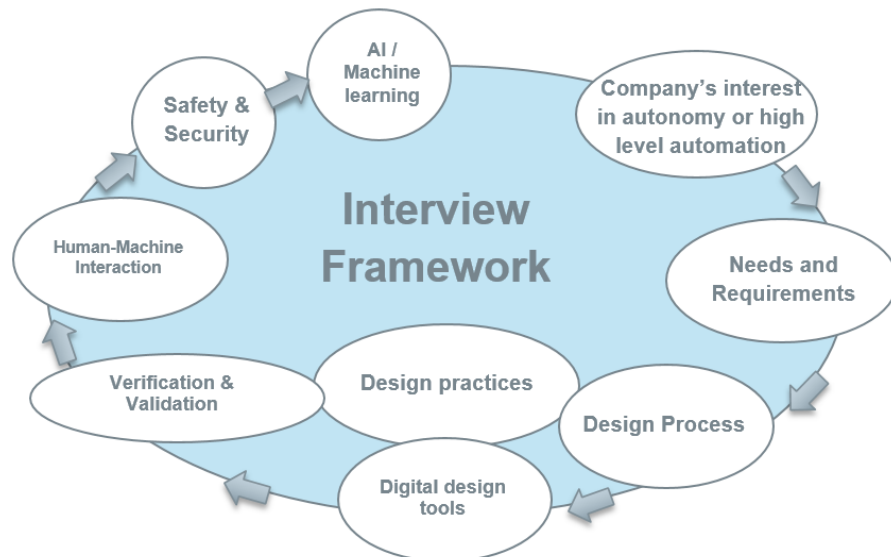 AI /
Machine
learning
Company's interest
in autonomy or high
level automation
Safety &
Security
Interview
Framework
Human-Machine
Interaction
Needs and
Requirements
Verification &
Validation
Design practices
Design Process
Digital design
tools